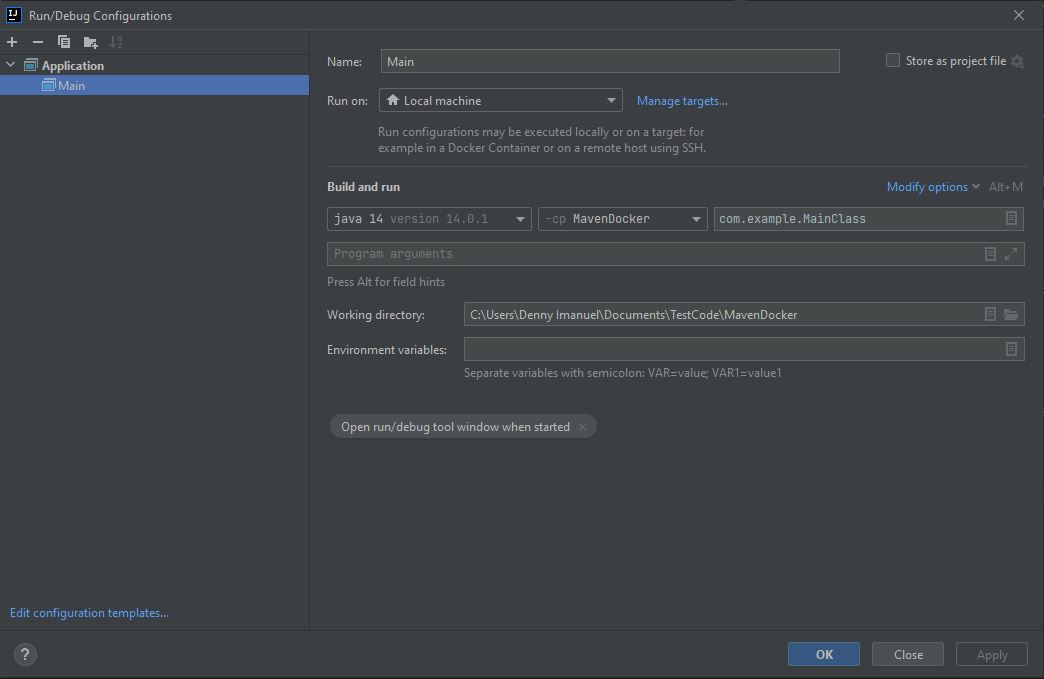 Run/Debug Configurations
Application
Main
Name: Main Store as project file
Run on: Local machine Manage targets...
Run configurations may be executed locally or on a target: for
example in a Docker Container or on a remote host using SSH.
Build and run Modify options Alt+M
java 14 version 14.0.1 -cp MavenDocker com.example.MainClass
Program arguments
Press Alt for field hints
Working directory: C:\Users\Denny Imanuel\Documents\TestCode\MavenDocker
Environment variables:
Separate variables with semicolon: VAR=value; VAR1=value1
Open run/debug tool window when started
Edit configuration templates...
? OK Close Apply